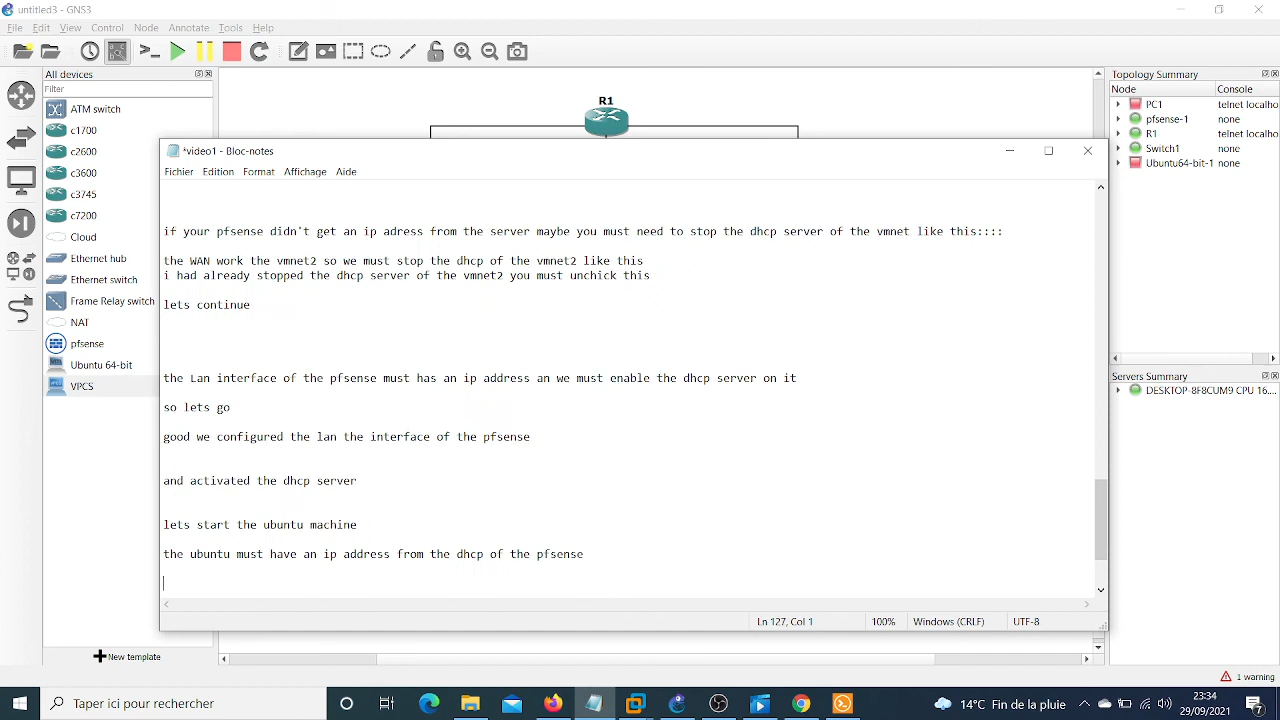 untitled3 - GNS3
File Edit View Control Node Annotate Tools Help
All devices
Filter
ATM switch
c1700
c2600
c3600
c3745
c7200
Cloud
Ethernet hub
Ethernet switch
Frame Relay switch
NAT
pfsense
Ubuntu 64-bit
VPCS
New template
R1
*video1 - Bloc-notes
Fichier Edition Format Affichage Aide
if your pfsense didn't get an ip adress from the server maybe you must need to stop the dhcp server of the vmnet like this::::
the WAN work the vmnet2 so we must stop the dhcp of the vmnet2 like this
i had already stopped the dhcp server of the vmnt2 you must unchick this
lets continue
the Lan interface of the pfsense must has an ip address an we must enable the dhcp server on it
so lets go
good we configured the lan the interface of the pfsense
and activated the dhcp server
lets start the ubuntu machine
the ubuntu must have an ip address from the dhcp of the pfsense
Ln 127, Col 1 100% Windows (CRLF) UTF-8
Topology Summary
Node Console
PC1 telnet localho
pfsense-1 none
R1 telnet localho
Switch1 none
Ubuntu64-bit-1 none
Servers Summary
DESKTOP-8F8CUM9 CPU 16....
1 warning
Taper ici pour rechercher
14°C Fin de la pluie
23:34
29/09/2021